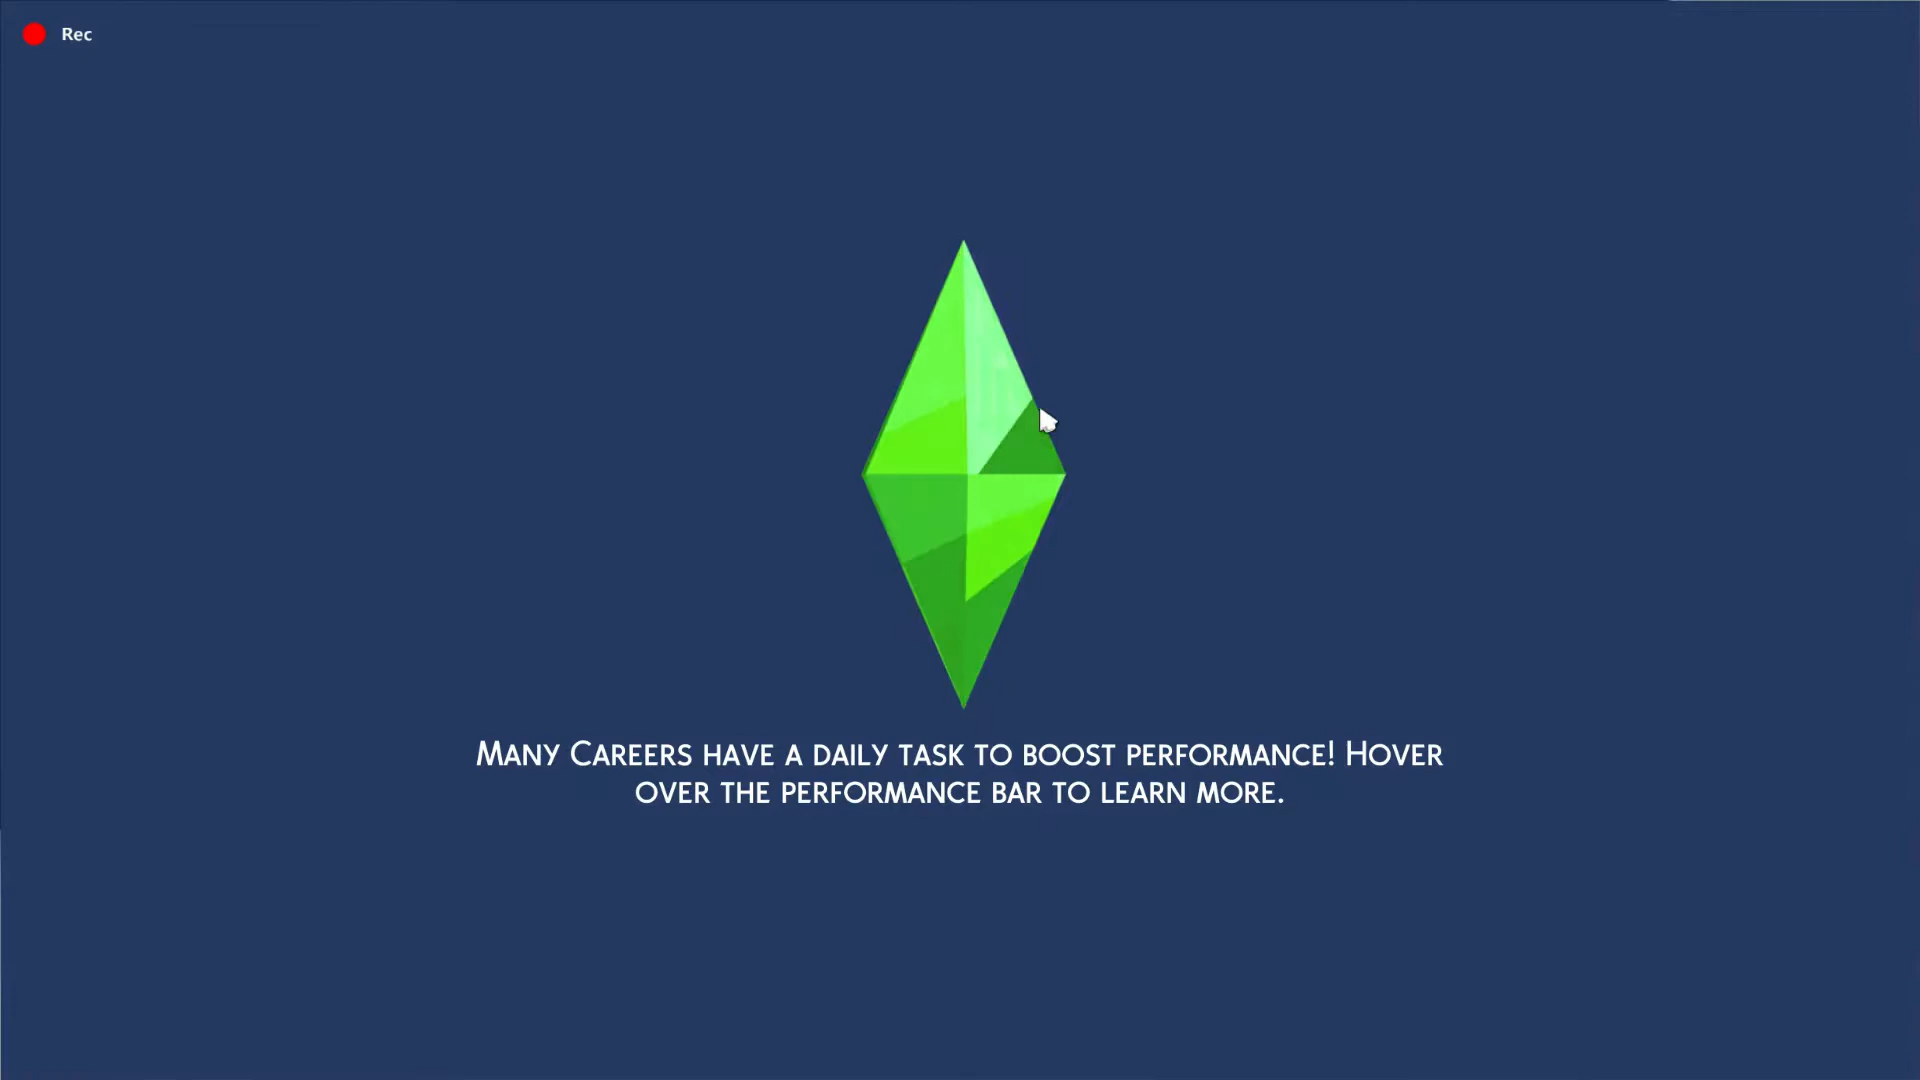 Rec
Many Careers have a daily task to boost performance! Hover
over the performance bar to learn more.